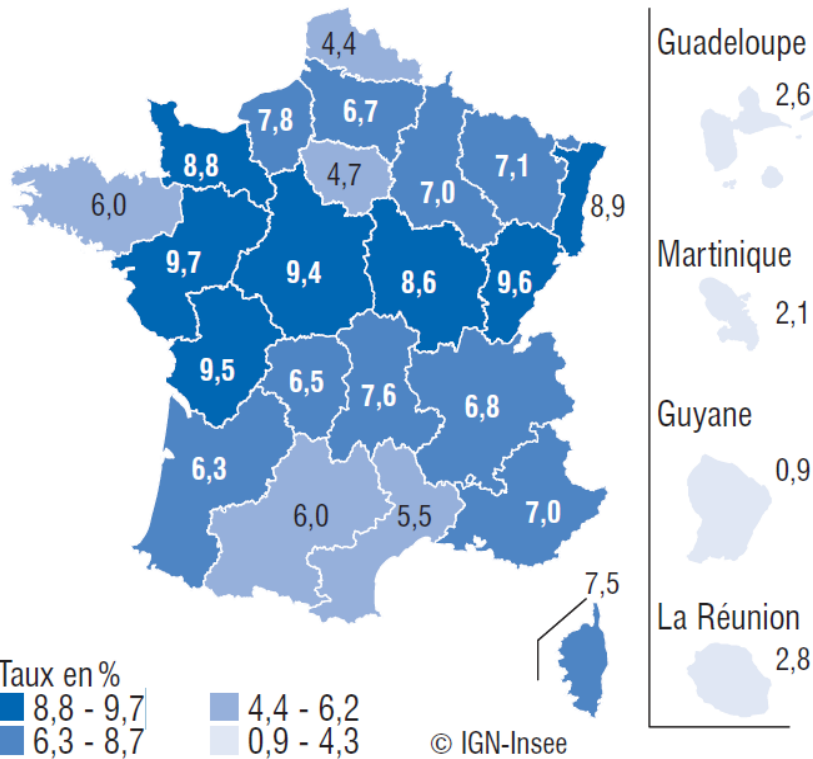 4,4
7,8
6,7
8,8
4,7
7,0
7,1
8,9
6,0
9,7
9,4
8,6
9,6
9,5
6,5
7,6
6,8
6,3
6,0
5,5
7,0
7,5
Guadeloupe
2,6
Martinique
2,1
Guyane
0,9
La Réunion
2,8
Taux en %
8,8 - 9,7
4,4 - 6,2
6,3 - 8,7
0,9 - 4,3
© IGN-Insee